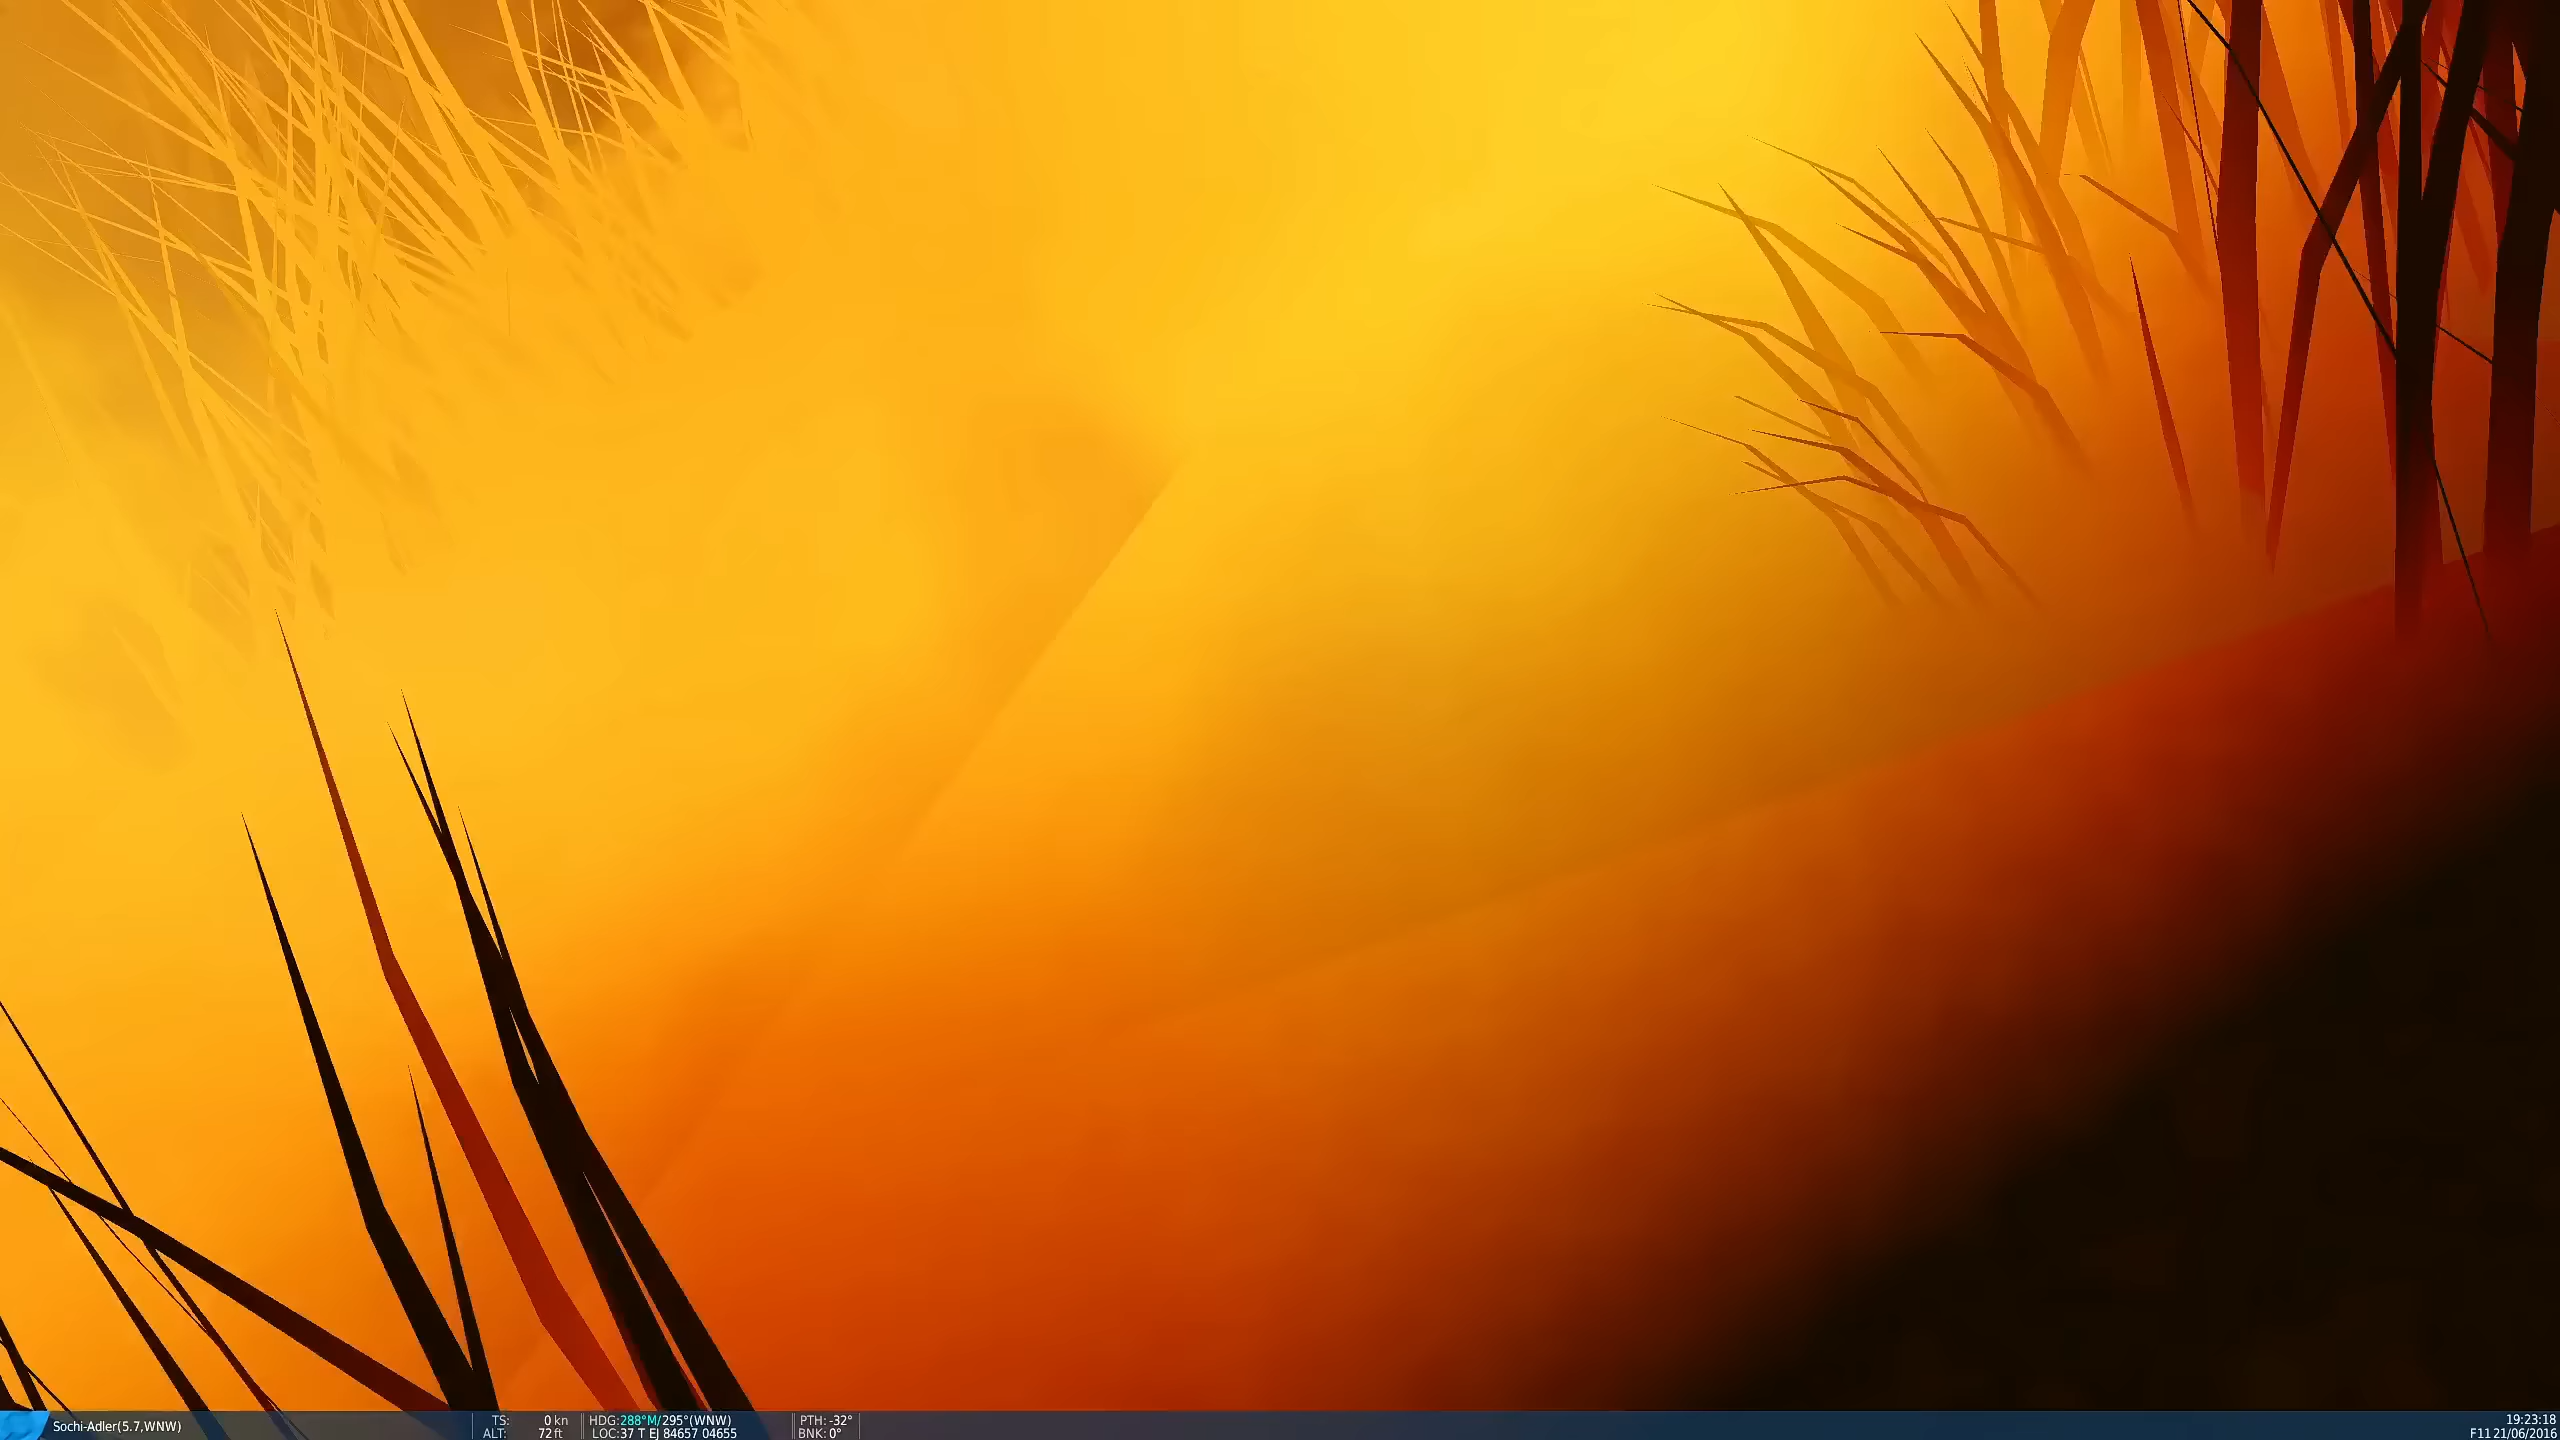 Sochi-Adler(5.7,WNW)
TS: 0 kn
ALT: 72 ft
HDG:288°M/295°(WNW)
LOC:37 T EJ 84657 04655
PTH: -32°
BNK: 0°
19:23:18
F11 21/06/2016